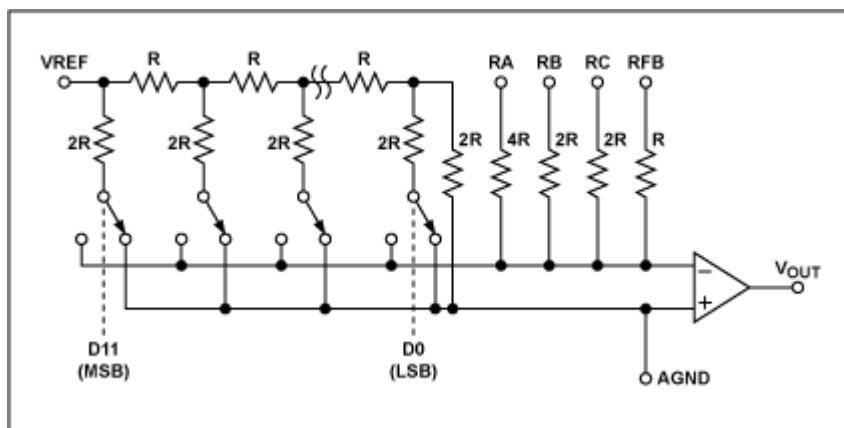 VREF
R
R
R
RA
RB
RC
RFB
2R
2R
2R
2R
2R
4R
2R
2R
R
−
+
VOUT
D11
(MSB)
D0
(LSB)
AGND